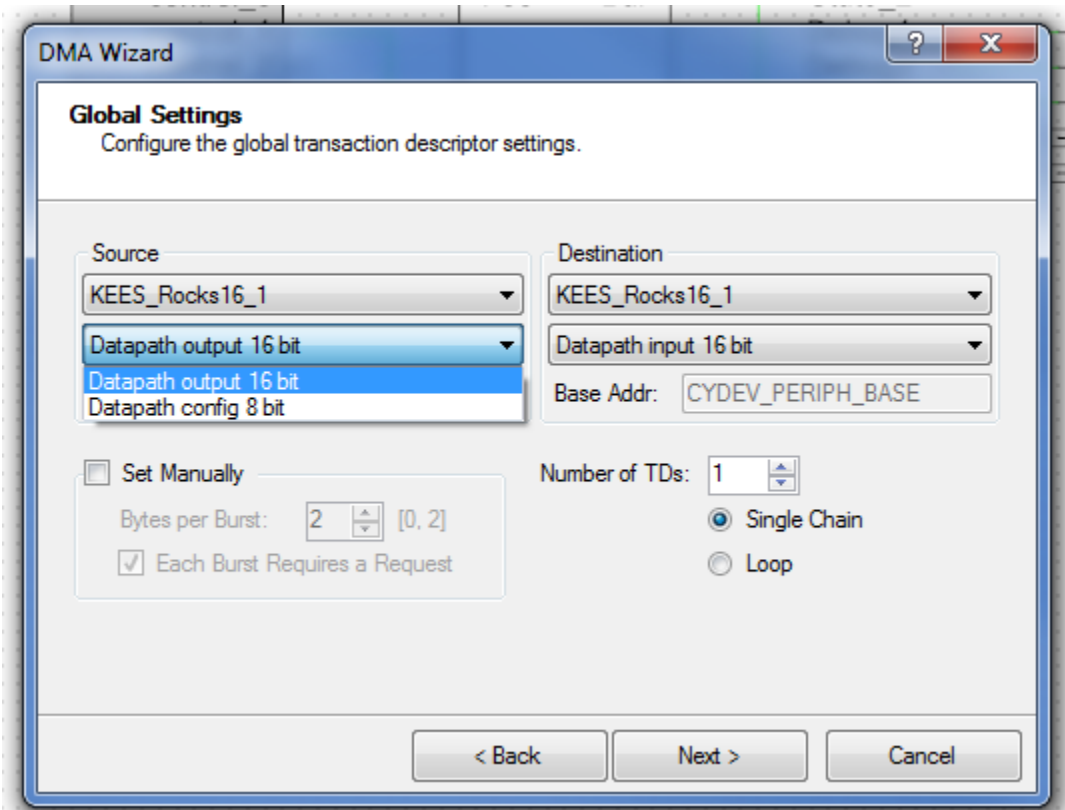 DMA Wizard
?
X
Global Settings
Configure the global transaction descriptor settings.
Source
KEES_Rocks16_1
Datapath output 16 bit
Datapath output 16 bit
Datapath config 8 bit
Destination
KEES_Rocks16_1
Datapath input 16 bit
Base Addr: CYDEV_PERIPH_BASE
Set Manually
Bytes per Burst: 2 [0, 2]
Each Burst Requires a Request
Number of TDs: 1
Single Chain
Loop
< Back
Next >
Cancel